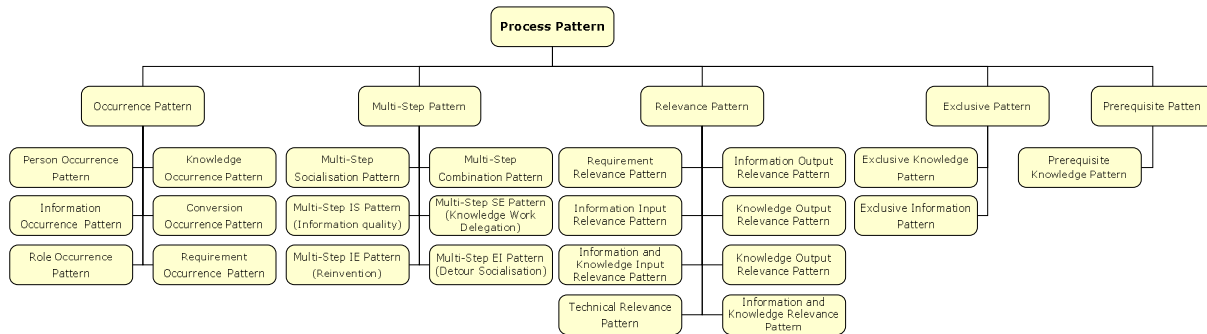 Process Pattern
Occurrence Pattern
Multi-Step Pattern
Relevance Pattern
Exclusive Pattern
Prerequisite Patten
Person Occurrence
Pattern
Knowledge
Occurrence Pattern
Information
Occurrence Pattern
Conversion
Occurrence Pattern
Role Occurrence
Pattern
Requirement
Occurrence Pattern
Multi-Step
Socialisation Pattern
Multi-Step
Combination Pattern
Multi-Step IS Pattern
(Information quality)
Multi-Step SE Pattern
(Knowledge Work
Delegation)
Multi-Step IE Pattern
(Reinvention)
Multi-Step EI Pattern
(Detour Socialisation)
Requirement
Relevance Pattern
Information Output
Relevance Pattern
Information Input
Relevance Pattern
Knowledge Output
Relevance Pattern
Information and
Knowledge Input
Relevance Pattern
Knowledge Output
Relevance Pattern
Technical Relevance
Pattern
Information and
Knowledge Relevance
Pattern
Exclusive Knowledge
Pattern
Exclusive Information
Pattern
Prerequisite
Knowledge Pattern